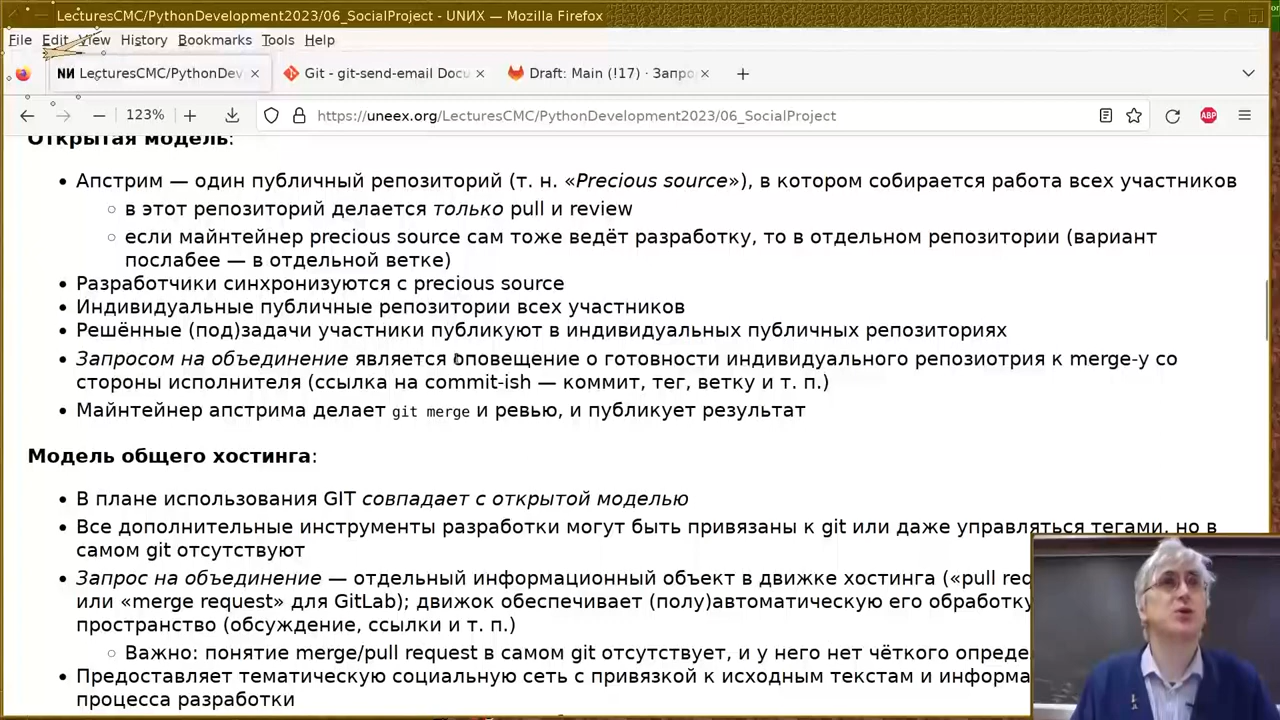 LecturesCMC/PythonDevelopment2023/06_SocialProject - UNИX — Mozilla Firefox
File Edit View History Bookmarks Tools Help
NИ LecturesCMC/PythonDev
Git - git-send-email Docu
Draft: Main (!17) · Запро
123%
https://uneex.org/LecturesCMC/PythonDevelopment2023/06_SocialProject
ABP
Открытая модель:
• Апстрим — один публичный репозиторий (т. н. «Precious source»), в котором собирается работа всех участников
◦ в этот репозиторий делается только pull и review
◦ если майнтейнер precious source сам тоже ведёт разработку, то в отдельном репозитории (вариант
послабее — в отдельной ветке)
• Разработчики синхронизуются с precious source
• Индивидуальные публичные репозитории всех участников
• Решённые (под)задачи участники публикуют в индивидуальных публичных репозиториях
• Запросом на объединение является оповещение о готовности индивидуального репозиотрия к merge-у со
стороны исполнителя (ссылка на commit-ish — коммит, тег, ветку и т. п.)
• Майнтейнер апстрима делает git merge и ревью, и публикует результат
Модель общего хостинга:
• В плане использования GIT совпадает с открытой моделью
• Все дополнительные инструменты разработки могут быть привязаны к git или даже управляться тегами, но в
самом git отсутствуют
• Запрос на объединение — отдельный информационный объект в движке хостинга («pull req
или «merge request» для GitLab); движок обеспечивает (полу)автоматическую его обработку
пространство (обсуждение, ссылки и т. п.)
◦ Важно: понятие merge/pull request в самом git отсутствует, и у него нет чёткого опреде
• Предоставляет тематическую социальную сеть с привязкой к исходным текстам и информа
процесса разработки